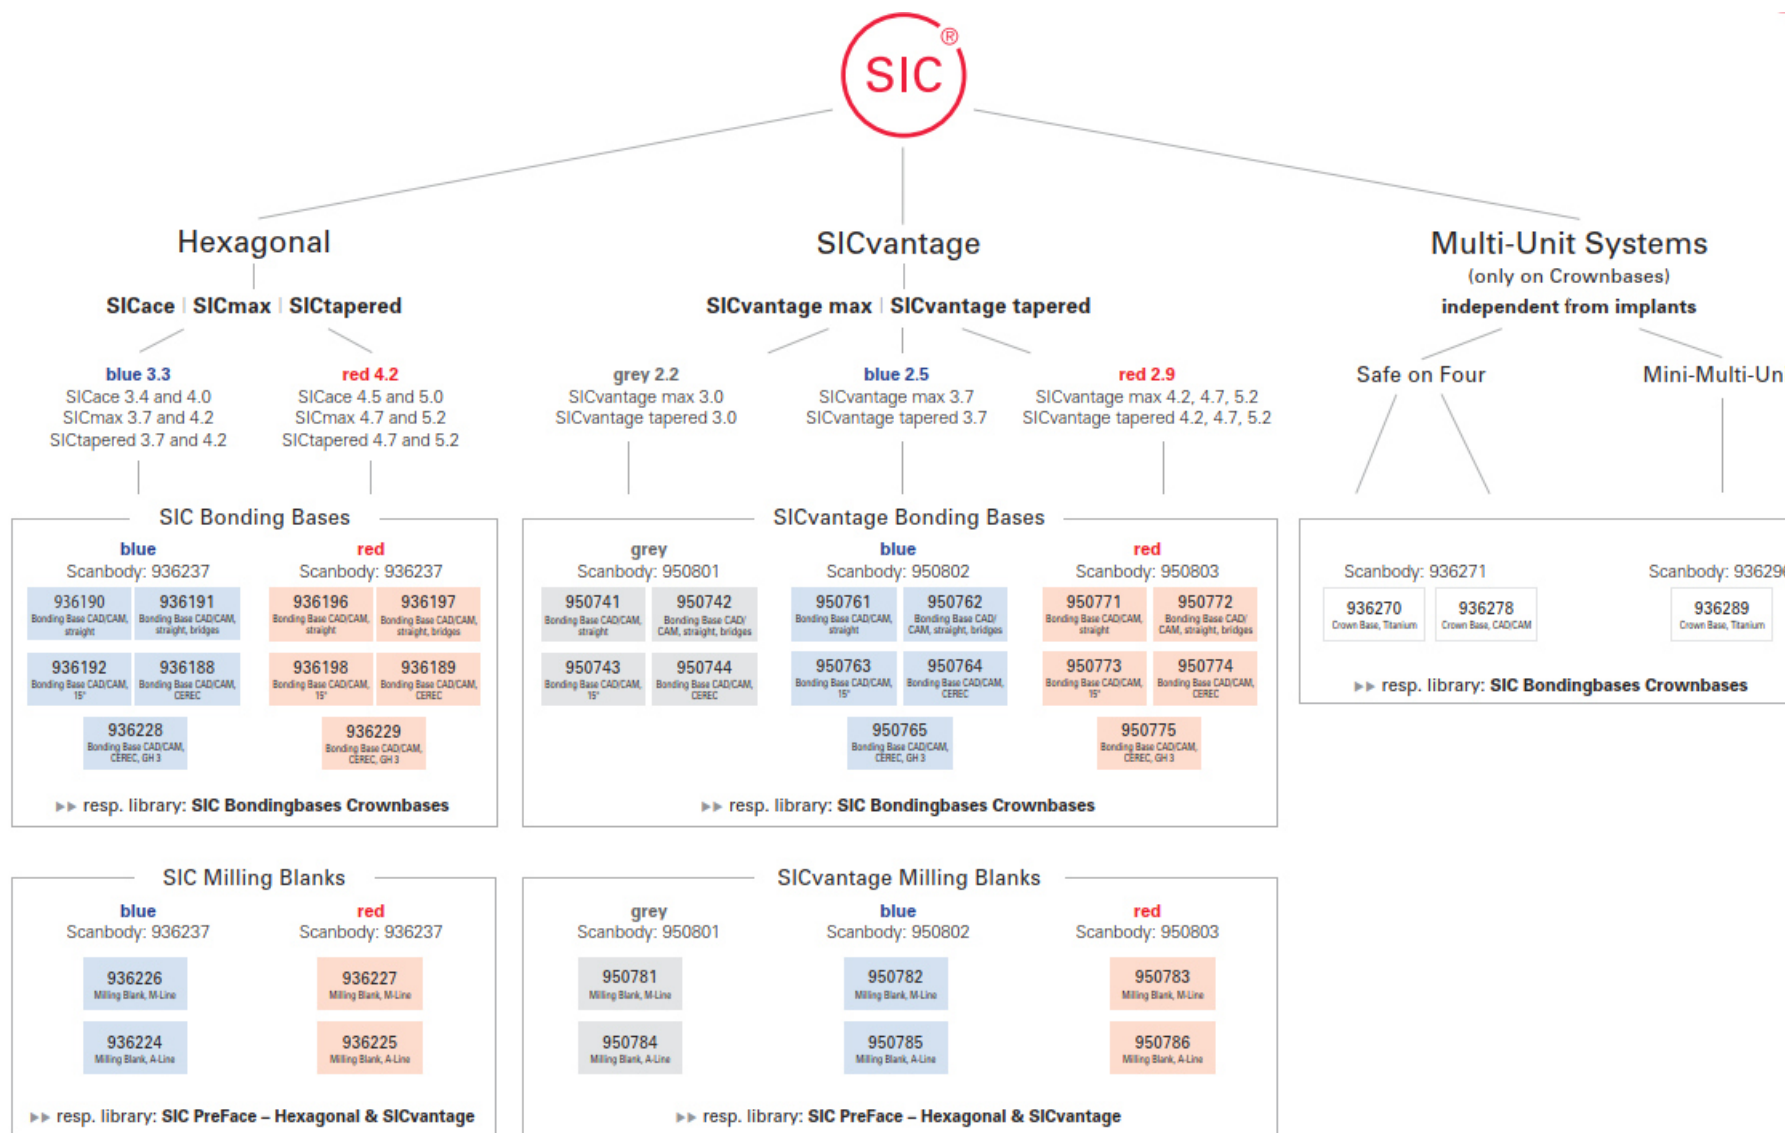 SIC®
Hexagonal
SICace | SICmax | SICtapered
blue 3.3
SICace 3.4 and 4.0
SICmax 3.7 and 4.2
SICtapered 3.7 and 4.2
red 4.2
SICace 4.5 and 5.0
SICmax 4.7 and 5.2
SICtapered 4.7 and 5.2
SICvantage
SICvantage max | SICvantage tapered
grey 2.2
SICvantage max 3.0
SICvantage tapered 3.0
blue 2.5
SICvantage max 3.7
SICvantage tapered 3.7
red 2.9
SICvantage max 4.2, 4.7, 5.2
SICvantage tapered 4.2, 4.7, 5.2
Multi-Unit Systems
(only on Crownbases)
independent from implants
Safe on Four
Mini-Multi-Un
SIC Bonding Bases
blue
Scanbody: 936237
936190
Bonding Base CAD/CAM,
straight
936191
Bonding Base CAD/CAM,
straight, bridges
936192
Bonding Base CAD/CAM,
15°
936188
Bonding Base CAD/CAM,
CEREC
936228
Bonding Base CAD/CAM,
CEREC, GH 3
red
Scanbody: 936237
936196
Bonding Base CAD/CAM,
straight
936197
Bonding Base CAD/CAM,
straight, bridges
936198
Bonding Base CAD/CAM,
15°
936189
Bonding Base CAD/CAM,
CEREC
936229
Bonding Base CAD/CAM,
CEREC, GH 3
▶▶ resp. library: SIC Bondingbases Crownbases
SICvantage Bonding Bases
grey
Scanbody: 950801
950741
Bonding Base CAD/CAM,
straight
950742
Bonding Base CAD/
CAM, straight, bridges
950743
Bonding Base CAD/CAM,
15°
950744
Bonding Base CAD/CAM,
CEREC
blue
Scanbody: 950802
950761
Bonding Base CAD/CAM,
straight
950762
Bonding Base CAD/
CAM, straight, bridges
950763
Bonding Base CAD/CAM,
15°
950764
Bonding Base CAD/CAM,
CEREC
950765
Bonding Base CAD/CAM,
CEREC, GH 3
red
Scanbody: 950803
950771
Bonding Base CAD/CAM,
straight
950772
Bonding Base CAD/
CAM, straight, bridges
950773
Bonding Base CAD/CAM,
15°
950774
Bonding Base CAD/CAM,
CEREC
950775
Bonding Base CAD/CAM,
CEREC, GH 3
▶▶ resp. library: SIC Bondingbases Crownbases
Scanbody: 936271
936270
Crown Base, Titanium
936278
Crown Base, CAD/CAM
Scanbody: 936290
936289
Crown Base, Titanium
▶▶ resp. library: SIC Bondingbases Crownbases
SIC Milling Blanks
blue
Scanbody: 936237
936226
Milling Blank, M-Line
936224
Milling Blank, A-Line
red
Scanbody: 936237
936227
Milling Blank, M-Line
936225
Milling Blank, A-Line
▶▶ resp. library: SIC PreFace – Hexagonal & SICvantage
SICvantage Milling Blanks
grey
Scanbody: 950801
950781
Milling Blank, M-Line
950784
Milling Blank, A-Line
blue
Scanbody: 950802
950782
Milling Blank, M-Line
950785
Milling Blank, A-Line
red
Scanbody: 950803
950783
Milling Blank, M-Line
950786
Milling Blank, A-Line
▶▶ resp. library: SIC PreFace – Hexagonal & SICvantage